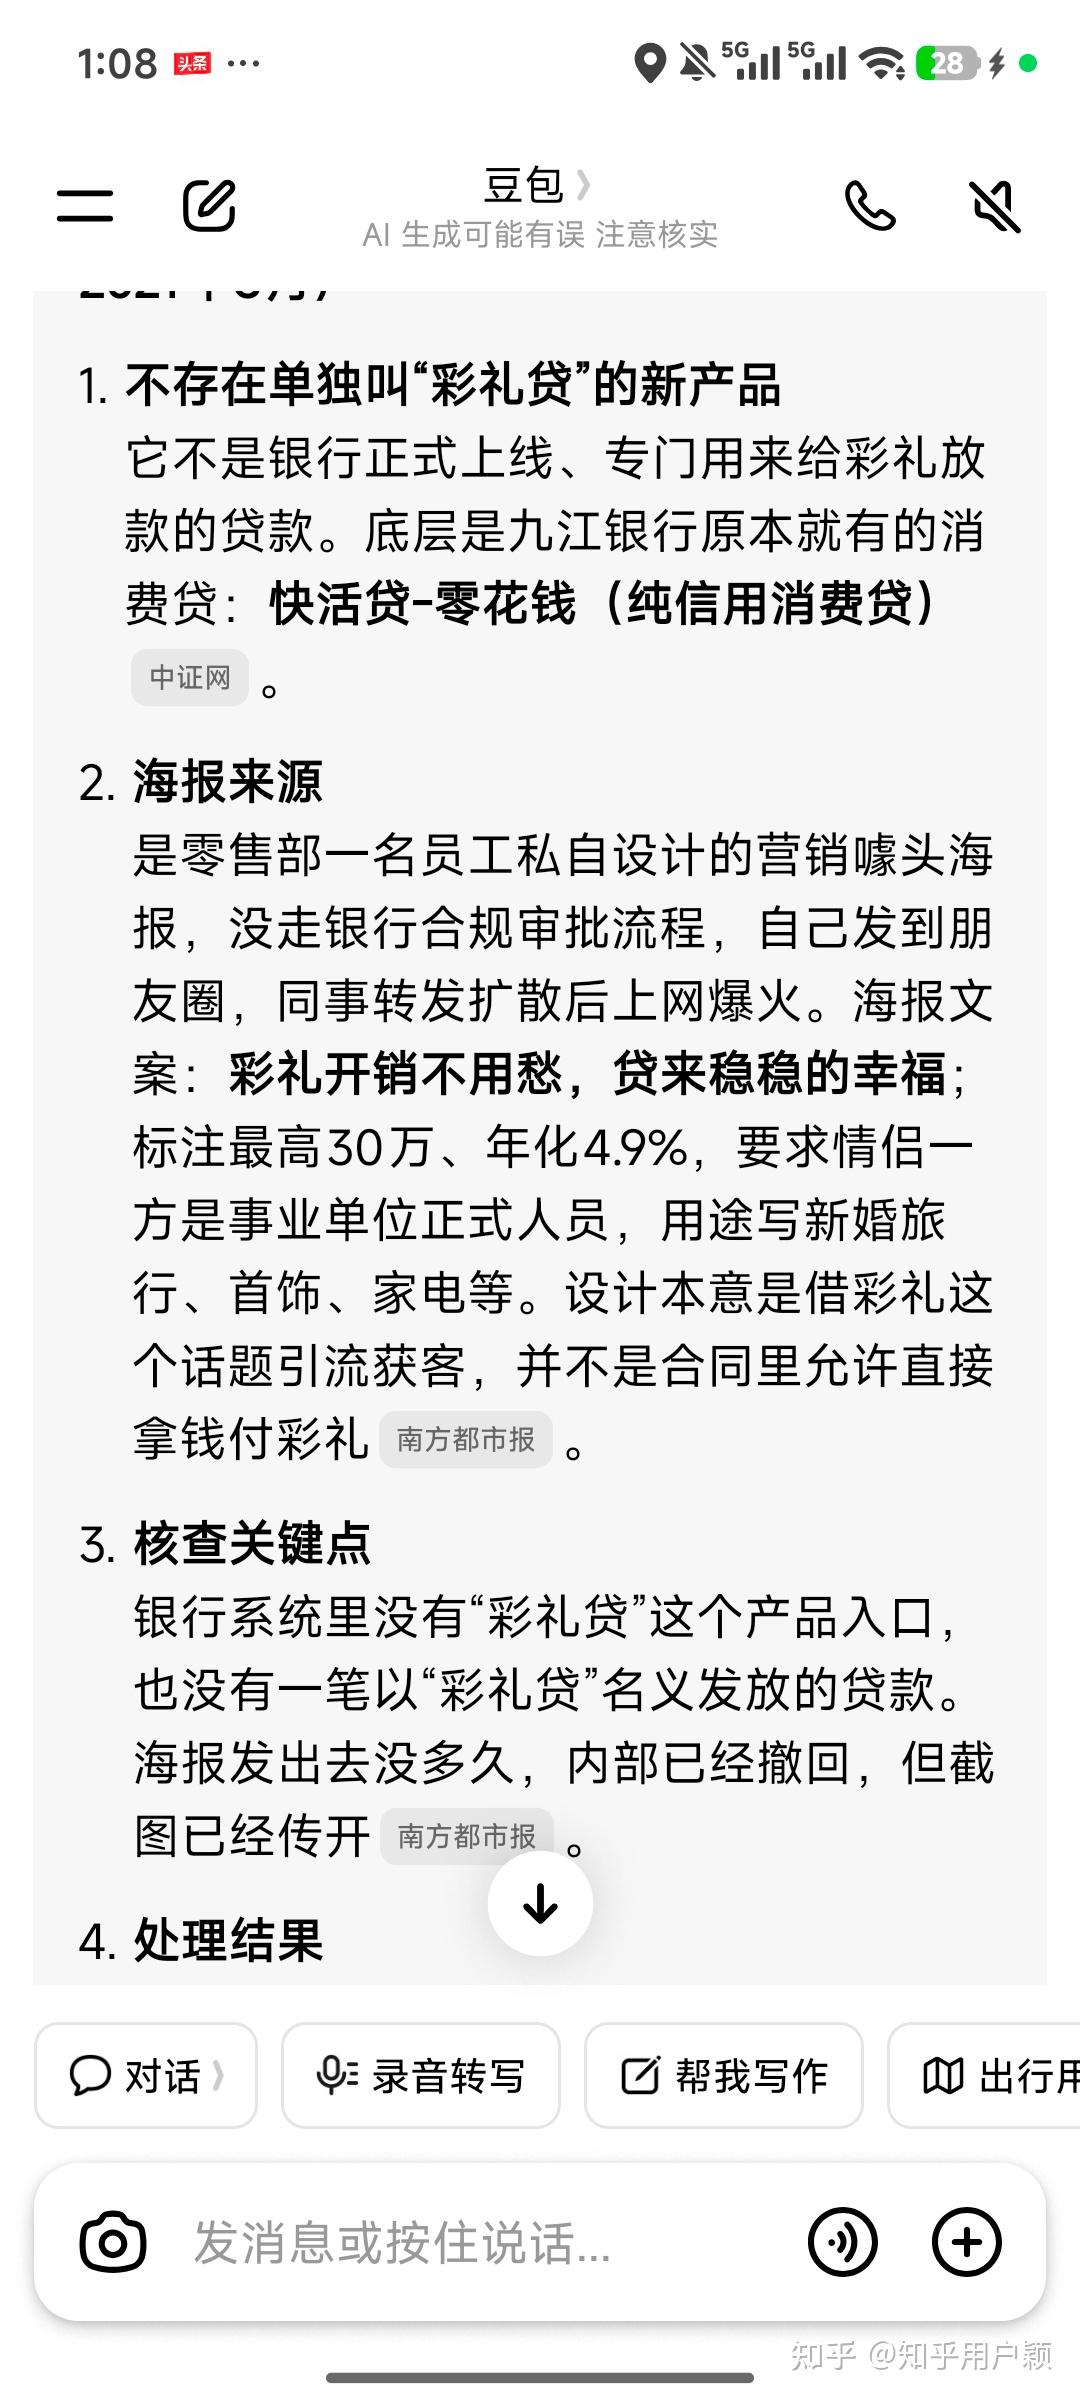 1:08 头条 ...
5G 5G 28
豆包
AI 生成可能有误 注意核实
1. 不存在单独叫“彩礼贷”的新产品
它不是银行正式上线、专门用来给彩礼放
款的贷款。底层是九江银行原本就有的消
费贷：快活贷-零花钱（纯信用消费贷）
中证网 。
2. 海报来源
是零售部一名员工私自设计的营销噱头海
报，没走银行合规审批流程，自己发到朋
友圈，同事转发扩散后上网爆火。海报文
案：彩礼开销不用愁，贷来稳稳的幸福；
标注最高30万、年化4.9%，要求情侣一
方是事业单位正式人员，用途写新婚旅
行、首饰、家电等。设计本意是借彩礼这
个话题引流获客，并不是合同里允许直接
拿钱付彩礼 南方都市报 。
3. 核查关键点
银行系统里没有“彩礼贷”这个产品入口，
也没有一笔以“彩礼贷”名义发放的贷款。
海报发出去没多久，内部已经撤回，但截
图已经传开 南方都市报 。
4. 处理结果
对话 录音转写 帮我写作 出行用
发消息或按住说话...
知乎 @知乎用户颖